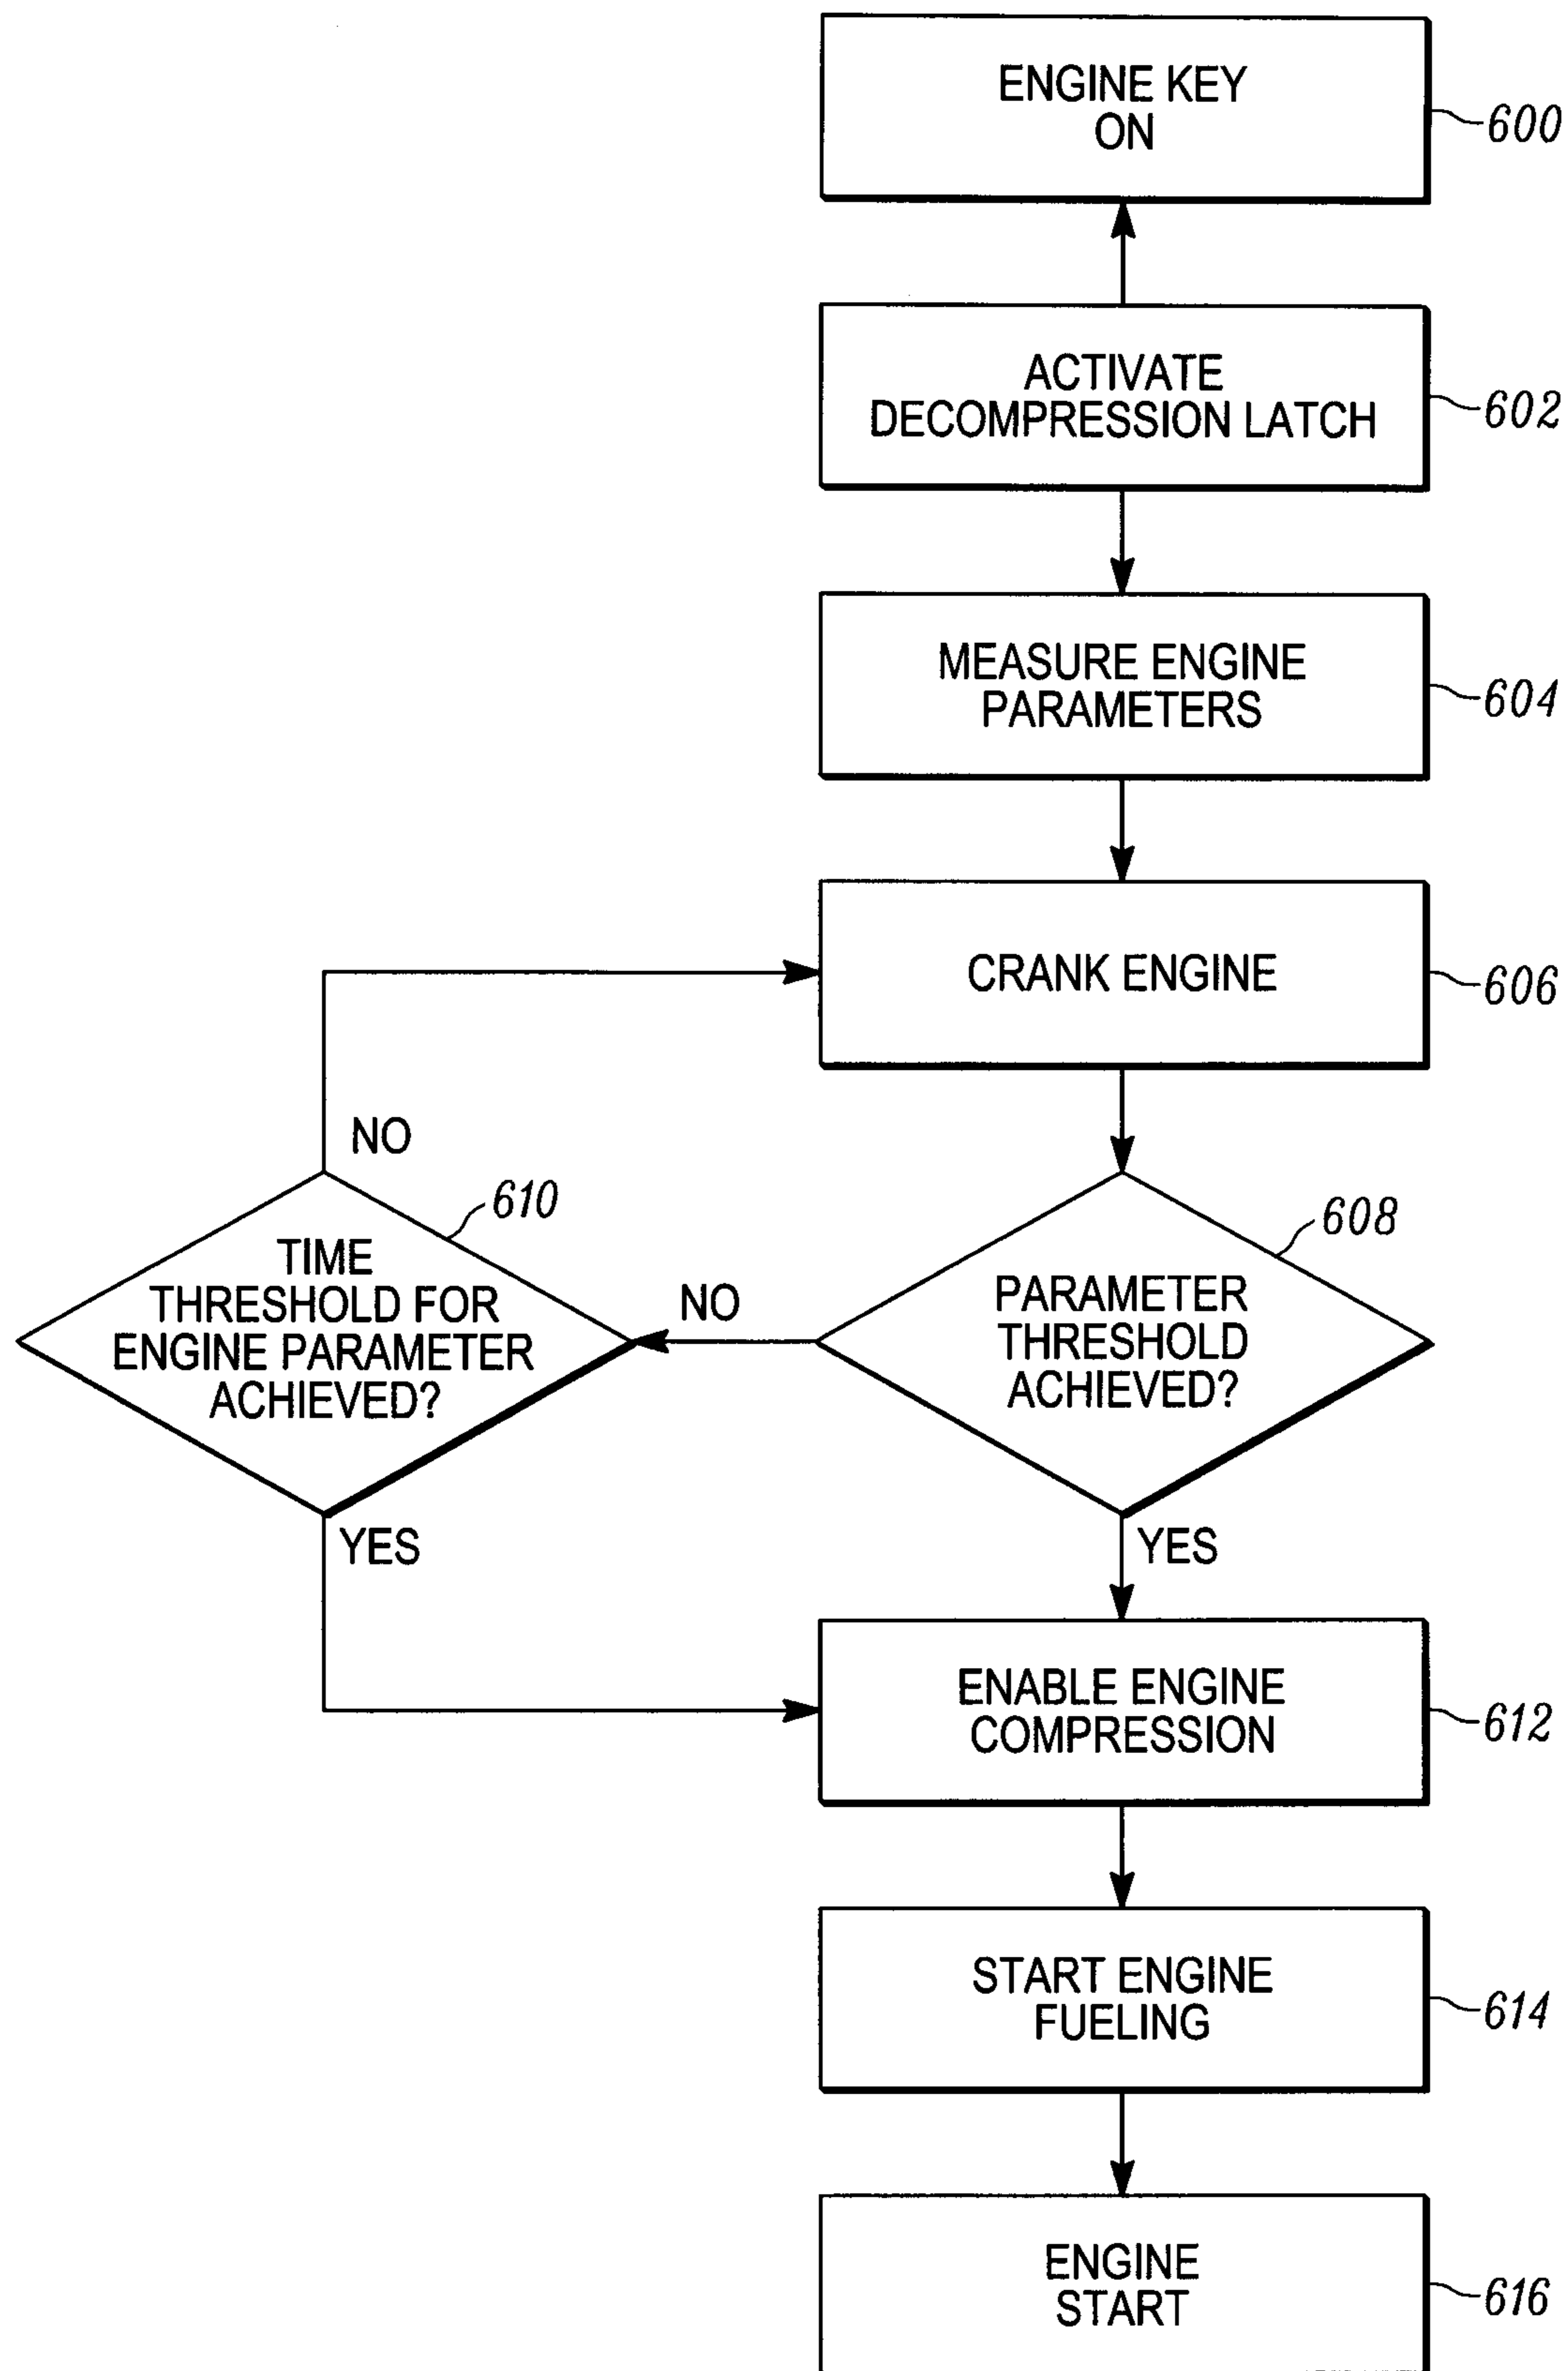 ENGINE KEY
ON
600
ACTIVATE
DECOMPRESSION LATCH
602
MEASURE ENGINE
PARAMETERS
604
CRANK ENGINE
606
NO
610
TIME
THRESHOLD FOR
ENGINE PARAMETER
ACHIEVED?
NO
608
PARAMETER
THRESHOLD
ACHIEVED?
YES
YES
ENABLE ENGINE
COMPRESSION
612
START ENGINE
FUELING
614
ENGINE
START
616